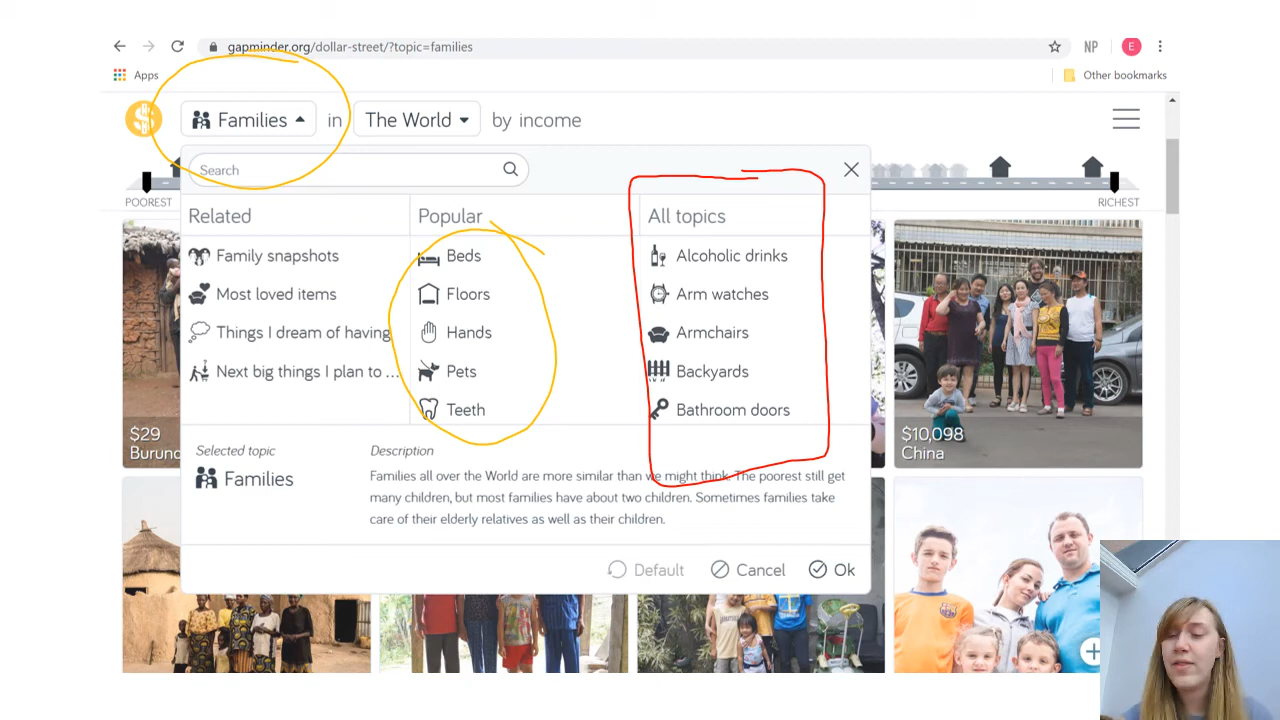 gapminder.org/dollar-street/?topic=families
NP
E
Apps
Other bookmarks
Families in The World by income
Search
POOREST
RICHEST
Related
Popular
All topics
Family snapshots
Beds
Alcoholic drinks
Most loved items
Floors
Arm watches
Things I dream of having
Hands
Armchairs
Next big things I plan to ...
Pets
Backyards
Teeth
Bathroom doors
$29
Burund
$10,098
China
Selected topic
Description
Families
Families all over the World are more similar than we might think. The poorest still get
many children, but most families have about two children. Sometimes families take
care of their elderly relatives as well as their children.
Default
Cancel
Ok